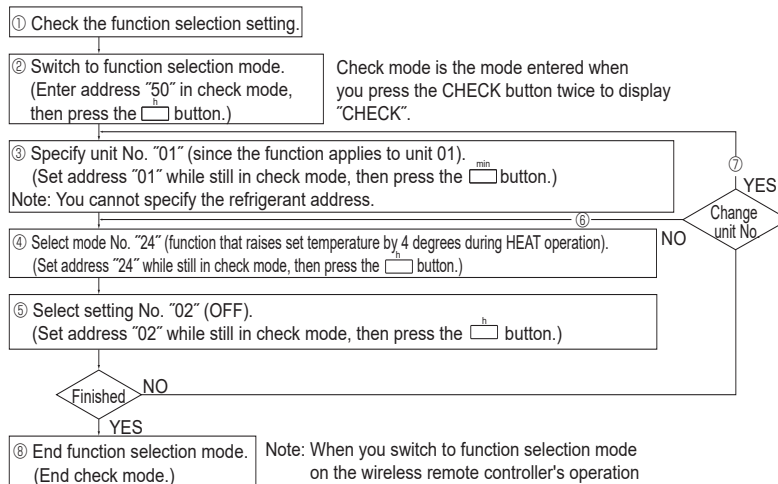 ① Check the function selection setting.
② Switch to function selection mode.
(Enter address ˝50˝ in check mode,
h
then press the button.)
Check mode is the mode entered when
you press the CHECK button twice to display
˝CHECK˝.
③ Specify unit No. ˝01˝ (since the function applies to unit 01).
min
(Set address ˝01˝ while still in check mode, then press the button.)
Note: You cannot specify the refrigerant address.
⑦
YES
⑥
Change
unit No.
NO
④ Select mode No. ˝24˝ (function that raises set temperature by 4 degrees during HEAT operation).
h
(Set address ˝24˝ while still in check mode, then press the button.)
⑤ Select setting No. ˝02˝ (OFF).
h
(Set address ˝02˝ while still in check mode, then press the button.)
Finished
NO
YES
⑧ End function selection mode.
(End check mode.)
Note: When you switch to function selection mode
on the wireless remote controller's operation